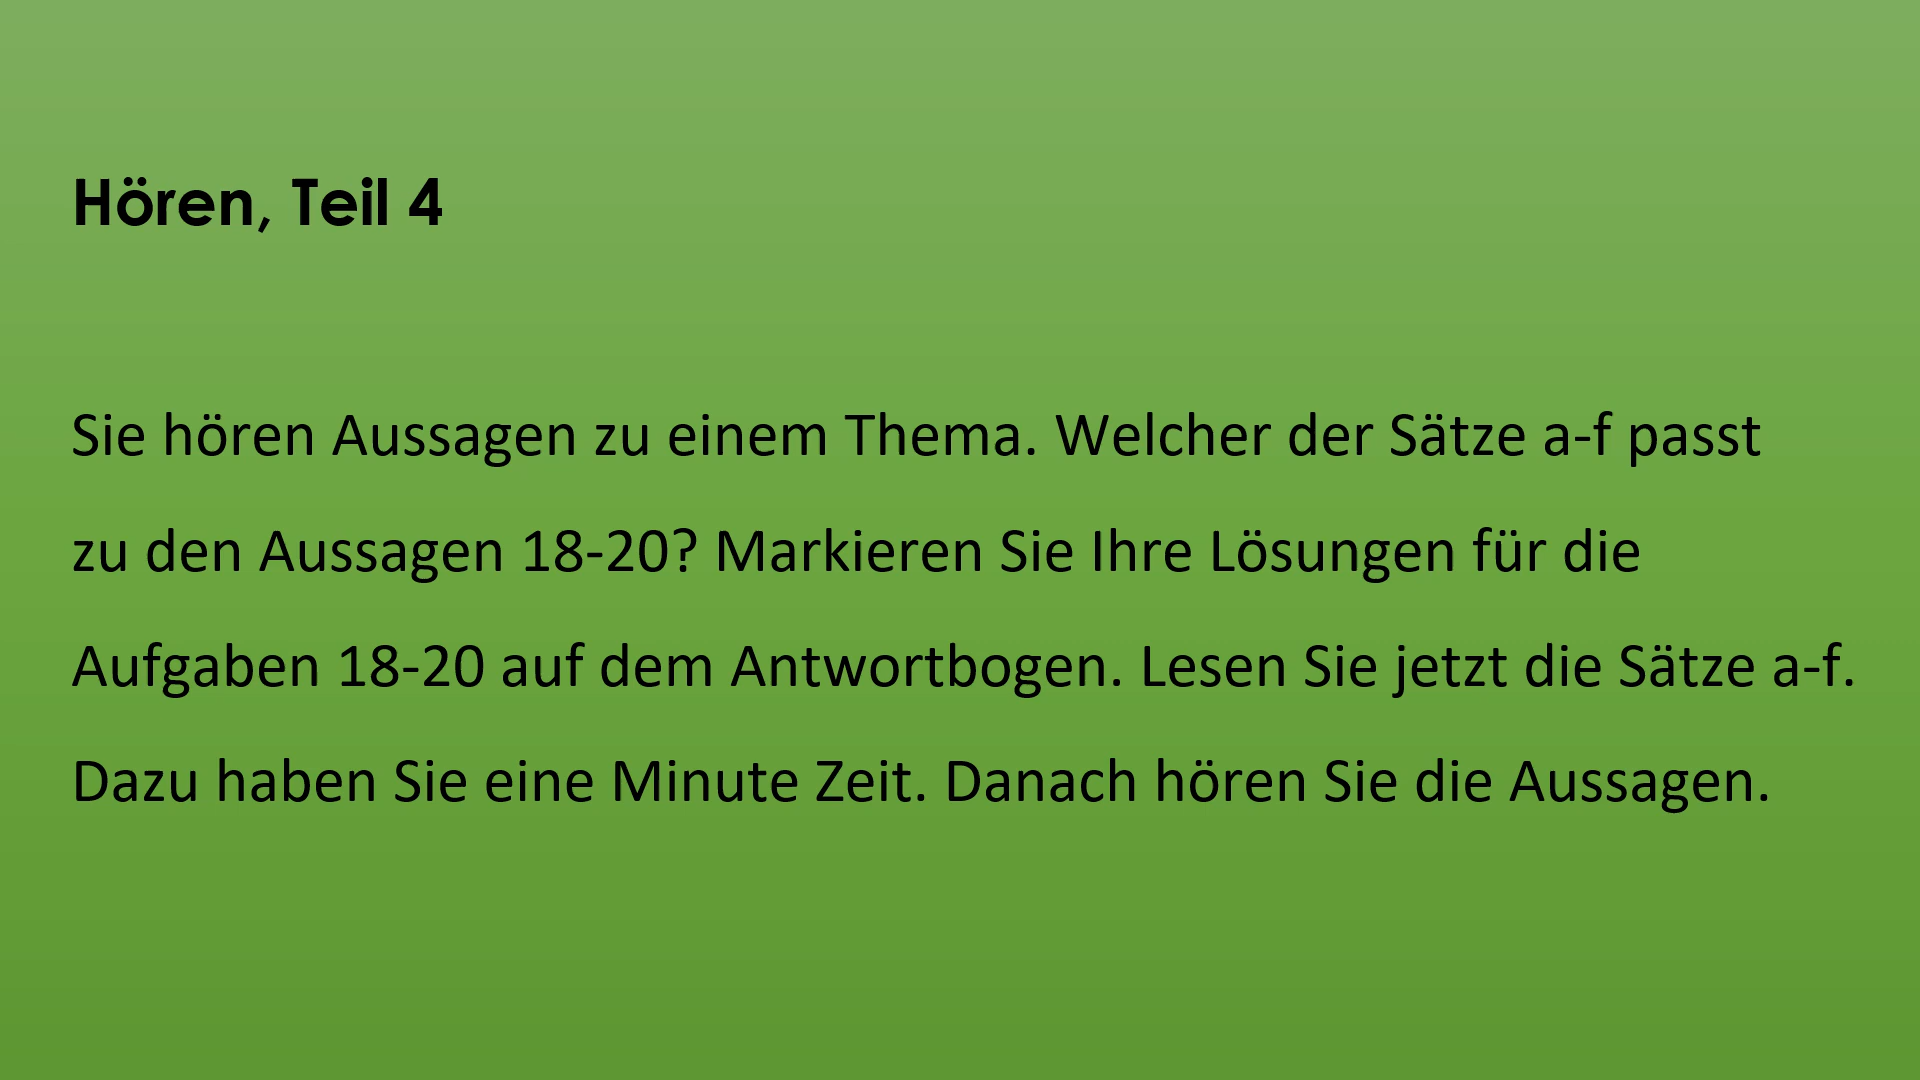 Hören, Teil 4
Sie hören Aussagen zu einem Thema. Welcher der Sätze a-f passt
zu den Aussagen 18-20? Markieren Sie Ihre Lösungen für die
Aufgaben 18-20 auf dem Antwortbogen. Lesen Sie jetzt die Sätze a-f.
Dazu haben Sie eine Minute Zeit. Danach hören Sie die Aussagen.